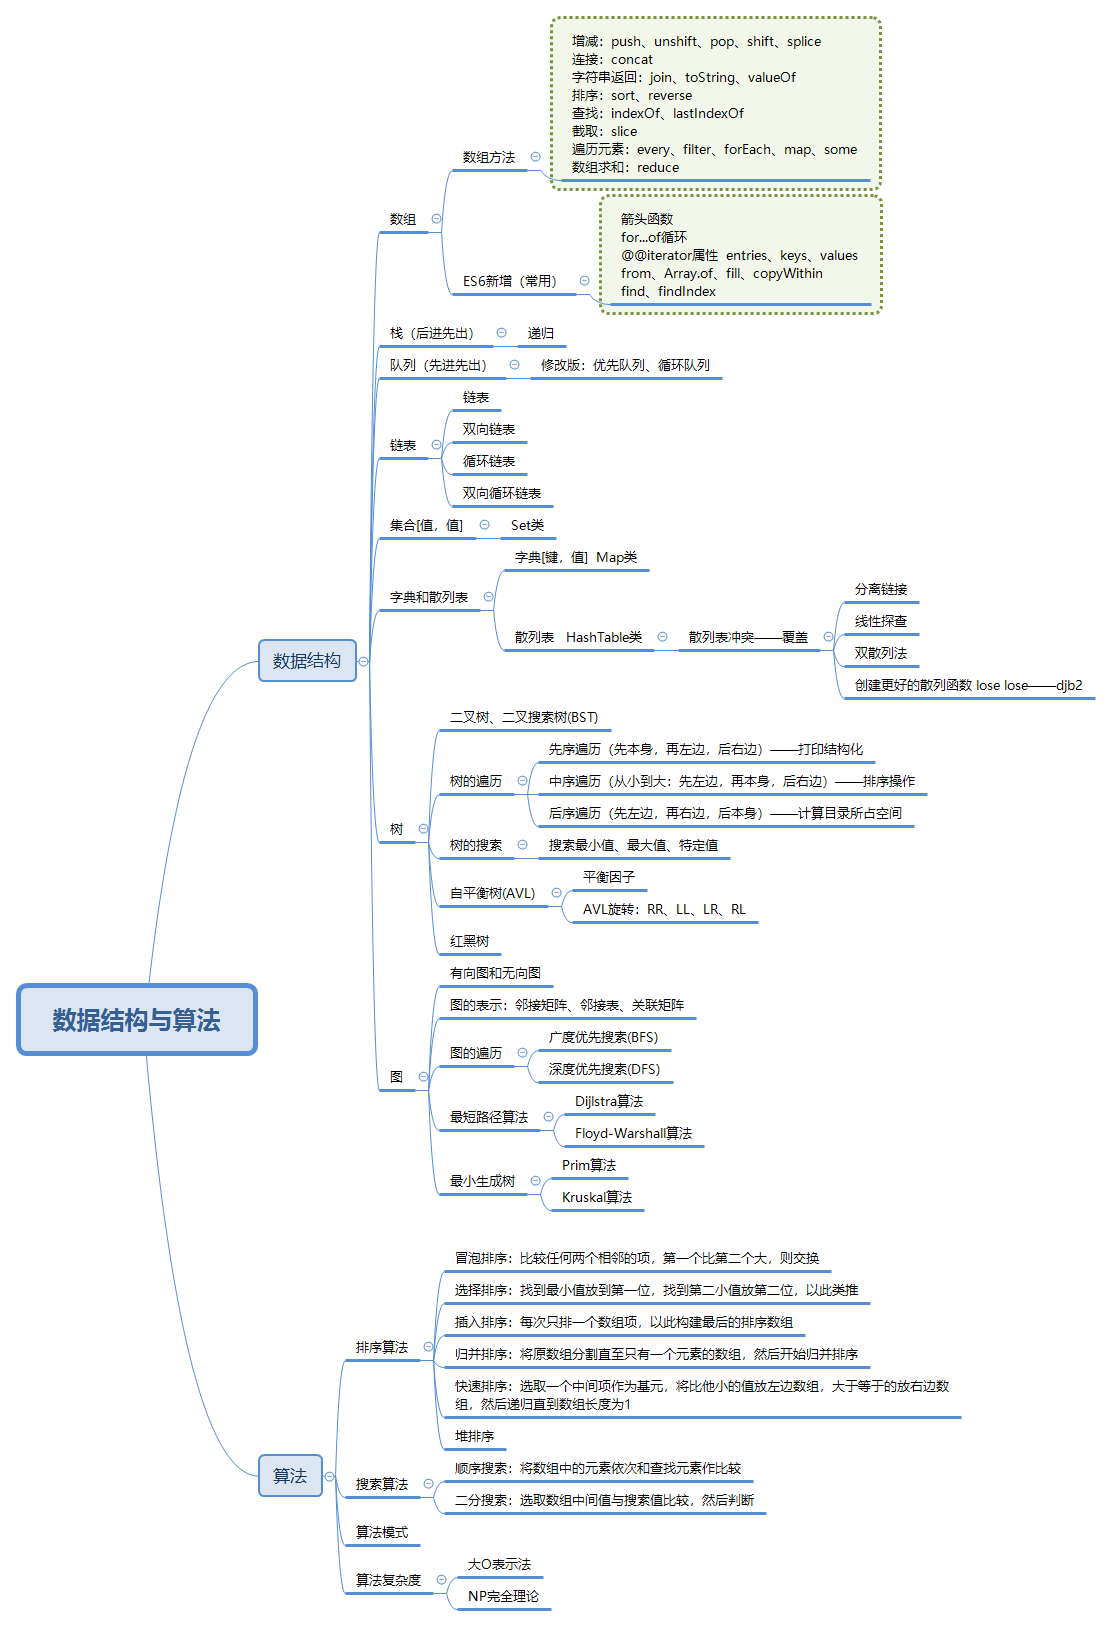 数据结构与算法
数据结构
数组
数组方法
增减：push、unshift、pop、shift、splice
连接：concat
字符串返回：join、toString、valueOf
排序：sort、reverse
查找：indexOf、lastIndexOf
截取：slice
遍历元素：every、filter、forEach、map、some
数组求和：reduce
ES6新增（常用）
箭头函数
for...of循环
@@iterator属性 entries、keys、values
from、Array.of、fill、copyWithin
find、findIndex
栈（后进先出）
递归
队列（先进先出）
修改版：优先队列、循环队列
链表
链表
双向链表
循环链表
双向循环链表
集合[值，值]
Set类
字典和散列表
字典[键，值] Map类
散列表 HashTable类
散列表冲突——覆盖
分离链接
线性探查
双散列法
创建更好的散列函数 lose lose——djb2
树
二叉树、二叉搜索树(BST)
树的遍历
先序遍历（先本身，再左边，后右边）——打印结构化
中序遍历（从小到大：先左边，再本身，后右边）——排序操作
后序遍历（先左边，再右边，后本身）——计算目录所占空间
树的搜索
搜索最小值、最大值、特定值
自平衡树(AVL)
平衡因子
AVL旋转：RR、LL、LR、RL
红黑树
图
有向图和无向图
图的表示：邻接矩阵、邻接表、关联矩阵
图的遍历
广度优先搜索(BFS)
深度优先搜索(DFS)
最短路径算法
Dijlstra算法
Floyd-Warshall算法
最小生成树
Prim算法
Kruskal算法
算法
排序算法
冒泡排序：比较任何两个相邻的项，第一个比第二个大，则交换
选择排序：找到最小值放到第一位，找到第二小值放第二位，以此类推
插入排序：每次只排一个数组项，以此构建最后的排序数组
归并排序：将原数组分割直至只有一个元素的数组，然后开始归并排序
快速排序：选取一个中间项作为基元，将比他小的值放左边数组，大于等于的放右边数
组，然后递归直到数组长度为1
堆排序
搜索算法
顺序搜索：将数组中的元素依次和查找元素作比较
二分搜索：选取数组中间值与搜索值比较，然后判断
算法模式
算法复杂度
大O表示法
NP完全理论